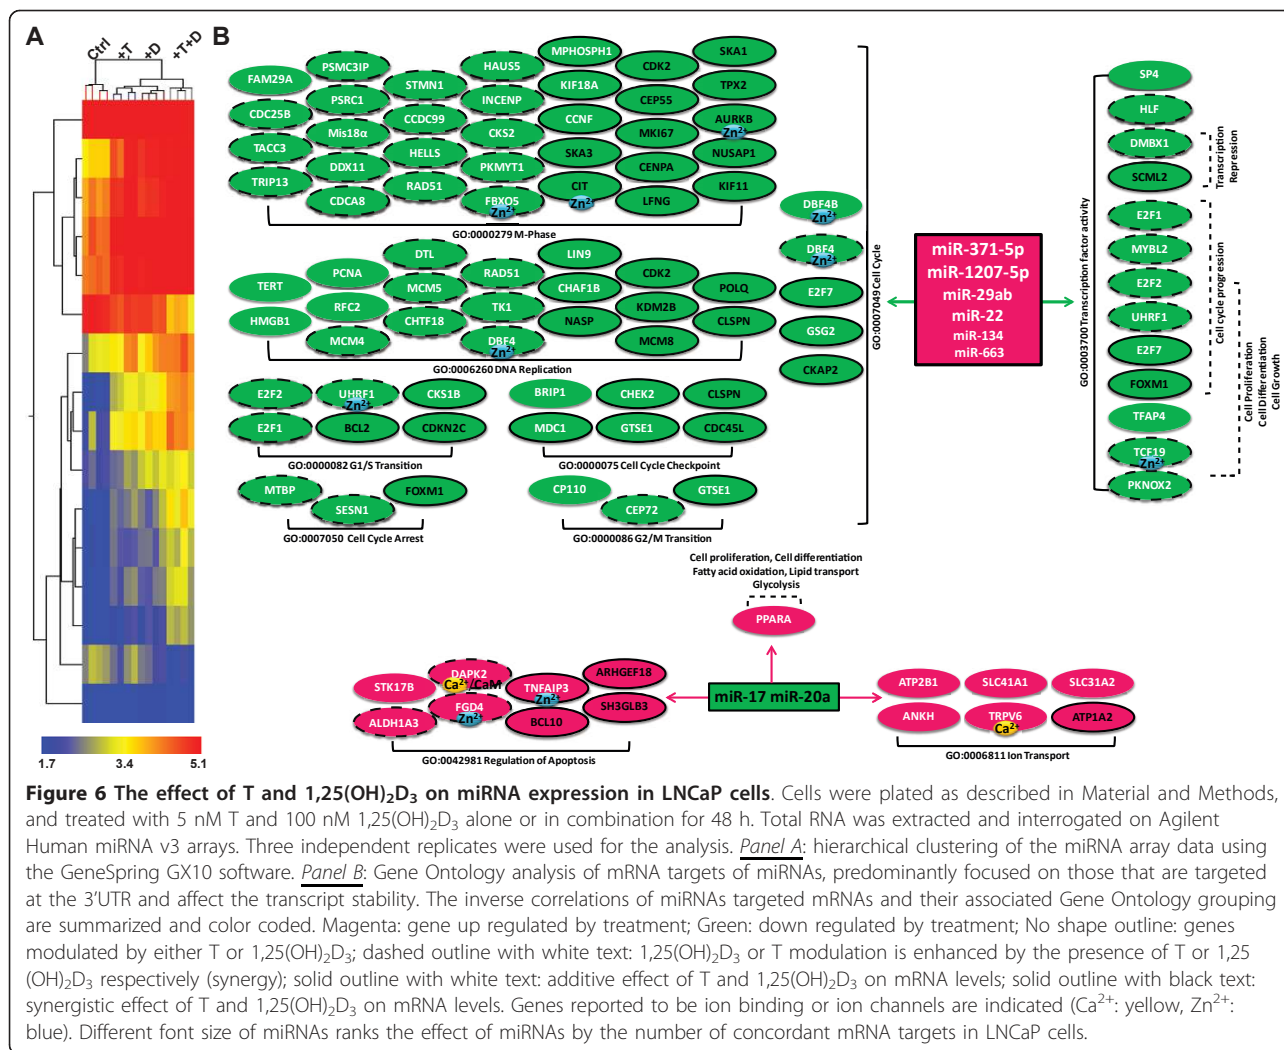 A
B
Ctrl
+T
+D
+T+D
1.7 3.4 5.1
FAM29A
CDC25B
TACC3
TRIP13
PSMC3IP
PSRC1
Mis18α
DDX11
CDCA8
STMN1
CCDC99
HELLS
RAD51
HAUS5
INCENP
CKS2
PKMYT1
FBXO5
Zn2+
MPHOSPH1
KIF18A
CCNF
SKA3
CIT
Zn2+
CDK2
CEP55
MKI67
CENPA
LFNG
SKA1
TPX2
AURKB
Zn2+
NUSAP1
KIF11
GO:0000279 M-Phase
TERT
HMGB1
PCNA
RFC2
MCM4
DTL
MCM5
CHTF18
RAD51
TK1
DBF4
Zn2+
LIN9
CHAF1B
NASP
CDK2
KDM2B
MCM8
POLQ
CLSPN
GO:0006260 DNA Replication
E2F2
E2F1
UHRF1
Zn2+
BCL2
CKS1B
CDKN2C
GO:0000082 G1/S Transition
BRIP1
MDC1
CHEK2
GTSE1
CLSPN
CDC45L
GO:0000075 Cell Cycle Checkpoint
MTBP
SESN1
FOXM1
GO:0007050 Cell Cycle Arrest
CP110
CEP72
GTSE1
GO:0000086 G2/M Transition
DBF4B
Zn2+
DBF4
Zn2+
E2F7
GSG2
CKAP2
GO:0007049 Cell Cycle
miR-371-5p
miR-1207-5p
miR-29ab
miR-22
miR-134
miR-663
GO:0003700 Transcription factor activity
SP4
HLF
DMBX1
SCML2
E2F1
MYBL2
E2F2
UHRF1
E2F7
FOXM1
TFAP4
TCF19
Zn2+
PKNOX2
Transcription
Repression
Cell cycle progression
Cell Proliferation
Cell Differentiation
Cell Growth
Cell proliferation, Cell differentiation
Fatty acid oxidation, Lipid transport
Glycolysis
PPARA
miR-17 miR-20a
STK17B
ALDH1A3
DAPK2
Ca2+/CaM
FGD4
Zn2+
TNFAIP3
Zn2+
BCL10
ARHGEF18
SH3GLB3
GO:0042981 Regulation of Apoptosis
ATP2B1
SLC41A1
SLC31A2
ANKH
TRPV6
Ca2+
ATP1A2
GO:0006811 Ion Transport
Figure 6 The effect of T and 1,25(OH)2D3 on miRNA expression in LNCaP cells. Cells were plated as described in Material and Methods,
and treated with 5 nM T and 100 nM 1,25(OH)2D3 alone or in combination for 48 h. Total RNA was extracted and interrogated on Agilent
Human miRNA v3 arrays. Three independent replicates were used for the analysis. Panel A: hierarchical clustering of the miRNA array data using
the GeneSpring GX10 software. Panel B: Gene Ontology analysis of mRNA targets of miRNAs, predominantly focused on those that are targeted
at the 3'UTR and affect the transcript stability. The inverse correlations of miRNAs targeted mRNAs and their associated Gene Ontology grouping
are summarized and color coded. Magenta: gene up regulated by treatment; Green: down regulated by treatment; No shape outline: genes
modulated by either T or 1,25(OH)2D3; dashed outline with white text: 1,25(OH)2D3 or T modulation is enhanced by the presence of T or 1,25
(OH)2D3 respectively (synergy); solid outline with white text: additive effect of T and 1,25(OH)2D3 on mRNA levels; solid outline with black text:
synergistic effect of T and 1,25(OH)2D3 on mRNA levels. Genes reported to be ion binding or ion channels are indicated (Ca2+: yellow, Zn2+:
blue). Different font size of miRNAs ranks the effect of miRNAs by the number of concordant mRNA targets in LNCaP cells.